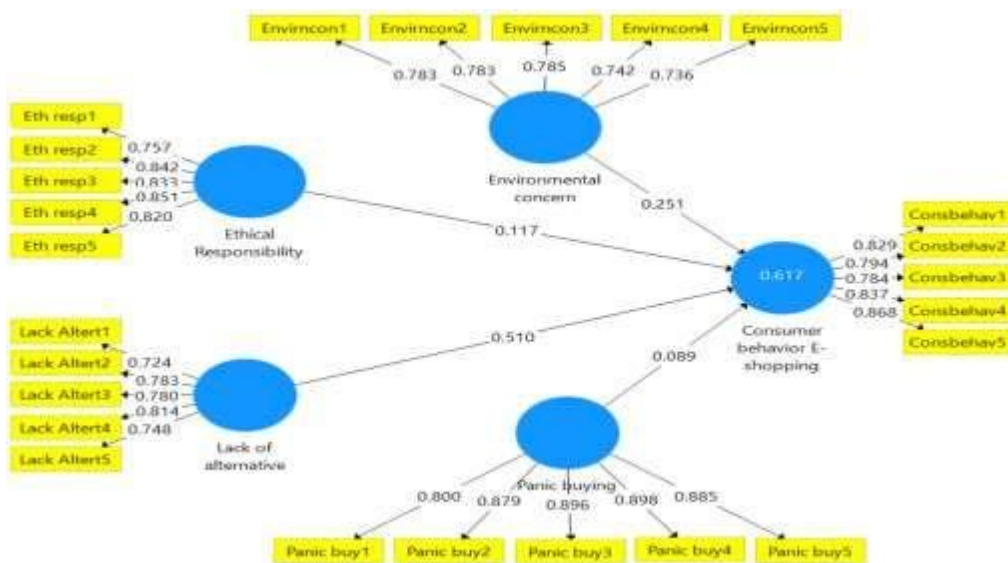 Envirncon1 Envirncon2 Envirncon3 Envirncon4 Envirncon5
0.783 0.783 0.785 0.742 0.736
Eth resp1
Eth resp2
Eth resp3
Eth resp4
Eth resp5
0.757
0.842
0.833
0.851
0.820
Ethical
Responsibility
Environmental
concern
0.251
0.117
Consbehav1
Consbehav2
Consbehav3
Consbehav4
Consbehav5
0.829
0.794
0.784
0.837
0.868
0.617
Consumer
behavior E-
shopping
Lack Altert1
Lack Altert2
Lack Altert3
Lack Altert4
Lack Altert5
0.724
0.783
0.780
0.814
0.748
Lack of
alternative
0.510
0.089
Panic buying
0.800 0.879 0.896 0.898 0.885
Panic buy1 Panic buy2 Panic buy3 Panic buy4 Panic buy5